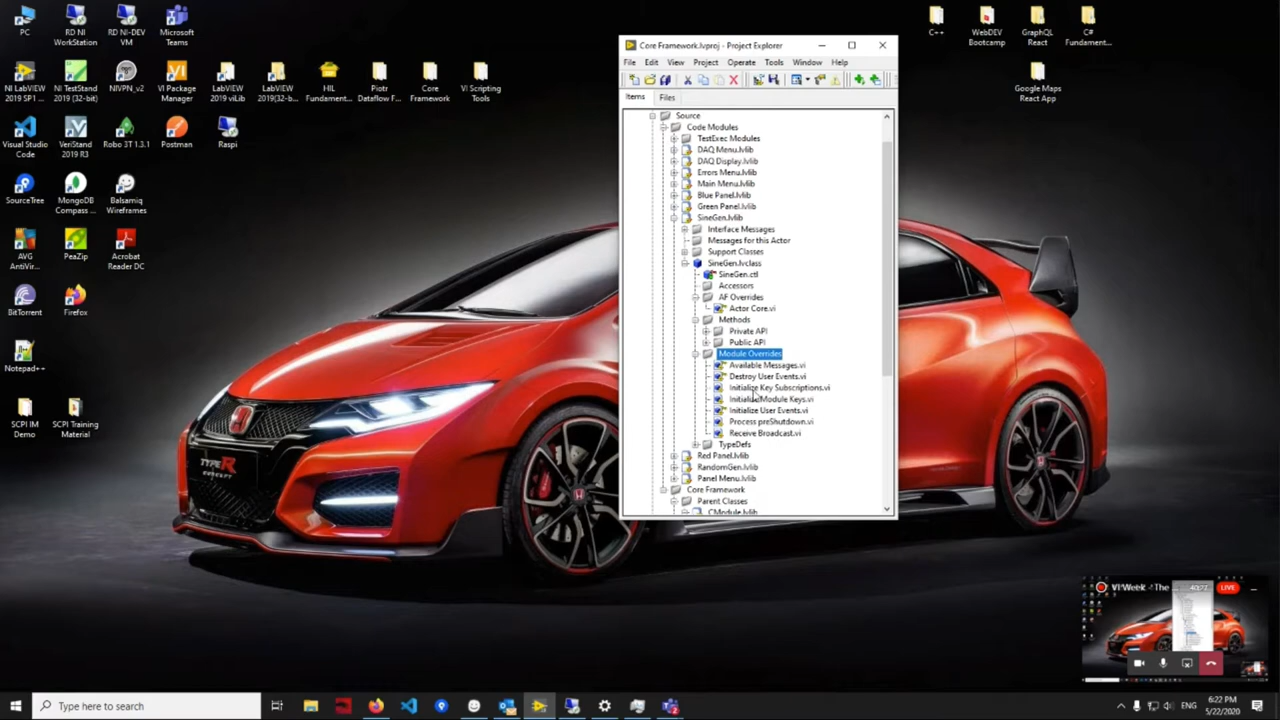 PC
RD NI
WorkStation
RD NI-DEV
VM
Microsoft
Teams
NI LabVIEW
2019 SP1 ...
NI TestStand
2019 (32-bit)
NIVPN_v2
VI Package
Manager
LabVIEW
2019 viLib
LabVIEW
2019(32-b...
HIL
Fundament...
Piotr
Dataflow F...
Core
Framework
VI Scripting
Tools
Visual Studio
Code
VeriStand
2019 R3
Robo 3T 1.3.1
Postman
Raspi
SourceTree
MongoDB
Compass ...
Balsamiq
Wireframes
AVG
AntiVir...
PeaZip
Acrobat
Reader DC
BitTorrent
Firefox
Notepad++
SCPI IM
Demo
SCPI Training
Material
C++
WebDEV
Bootcamp
GraphQL
React
C#
Fundament...
Google Maps
React App
Core Framework.lvproj - Project Explorer
File Edit View Project Operate Tools Window Help
Items Files
Source
Code Modules
TestExec Modules
DAQ Menu.lvlib
DAQ Display.lvlib
Errors Menu.lvlib
Main Menu.lvlib
Blue Panel.lvlib
Green Panel.lvlib
SineGen.lvlib
Interface Messages
Messages for this Actor
Support Classes
SineGen.lvclass
SineGen.ctl
Accessors
AF Overrides
Actor Core.vi
Methods
Private API
Public API
Module Overrides
Available Messages.vi
Destroy User Events.vi
Initialize Key Subscriptions.vi
Initialize Module Keys.vi
Initialize User Events.vi
Process preShutdown.vi
Receive Broadcast.vi
TypeDefs
Red Panel.lvlib
RandomGen.lvlib
Panel Menu.lvlib
Core Framework
Parent Classes
CModule.lvlib
TYPE R
VI Week - The
LIVE
Type here to search
ENG
6:22 PM
5/22/2020